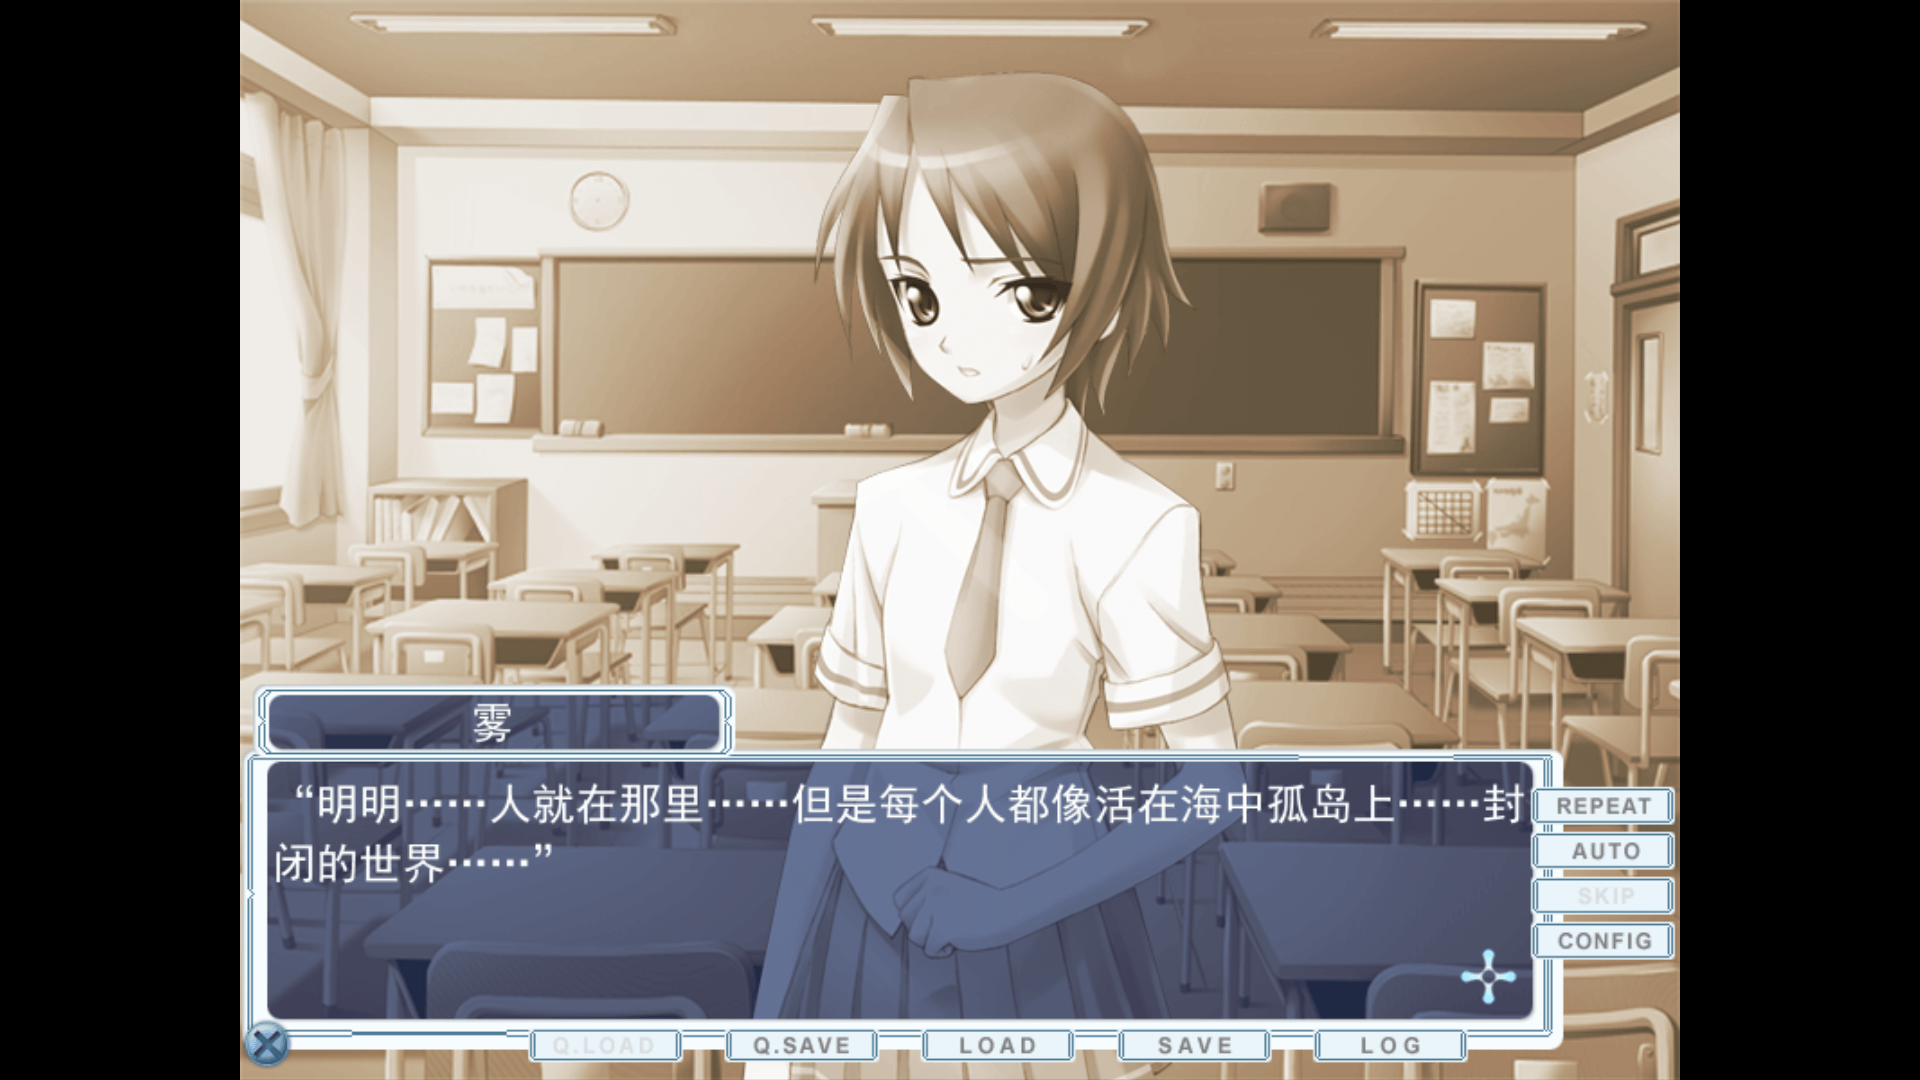 雾
“明明……人就在那里……但是每个人都像活在海中孤岛上……封
闭的世界……”
REPEAT
AUTO
SKIP
CONFIG
Q.LOAD
Q.SAVE
LOAD
SAVE
LOG